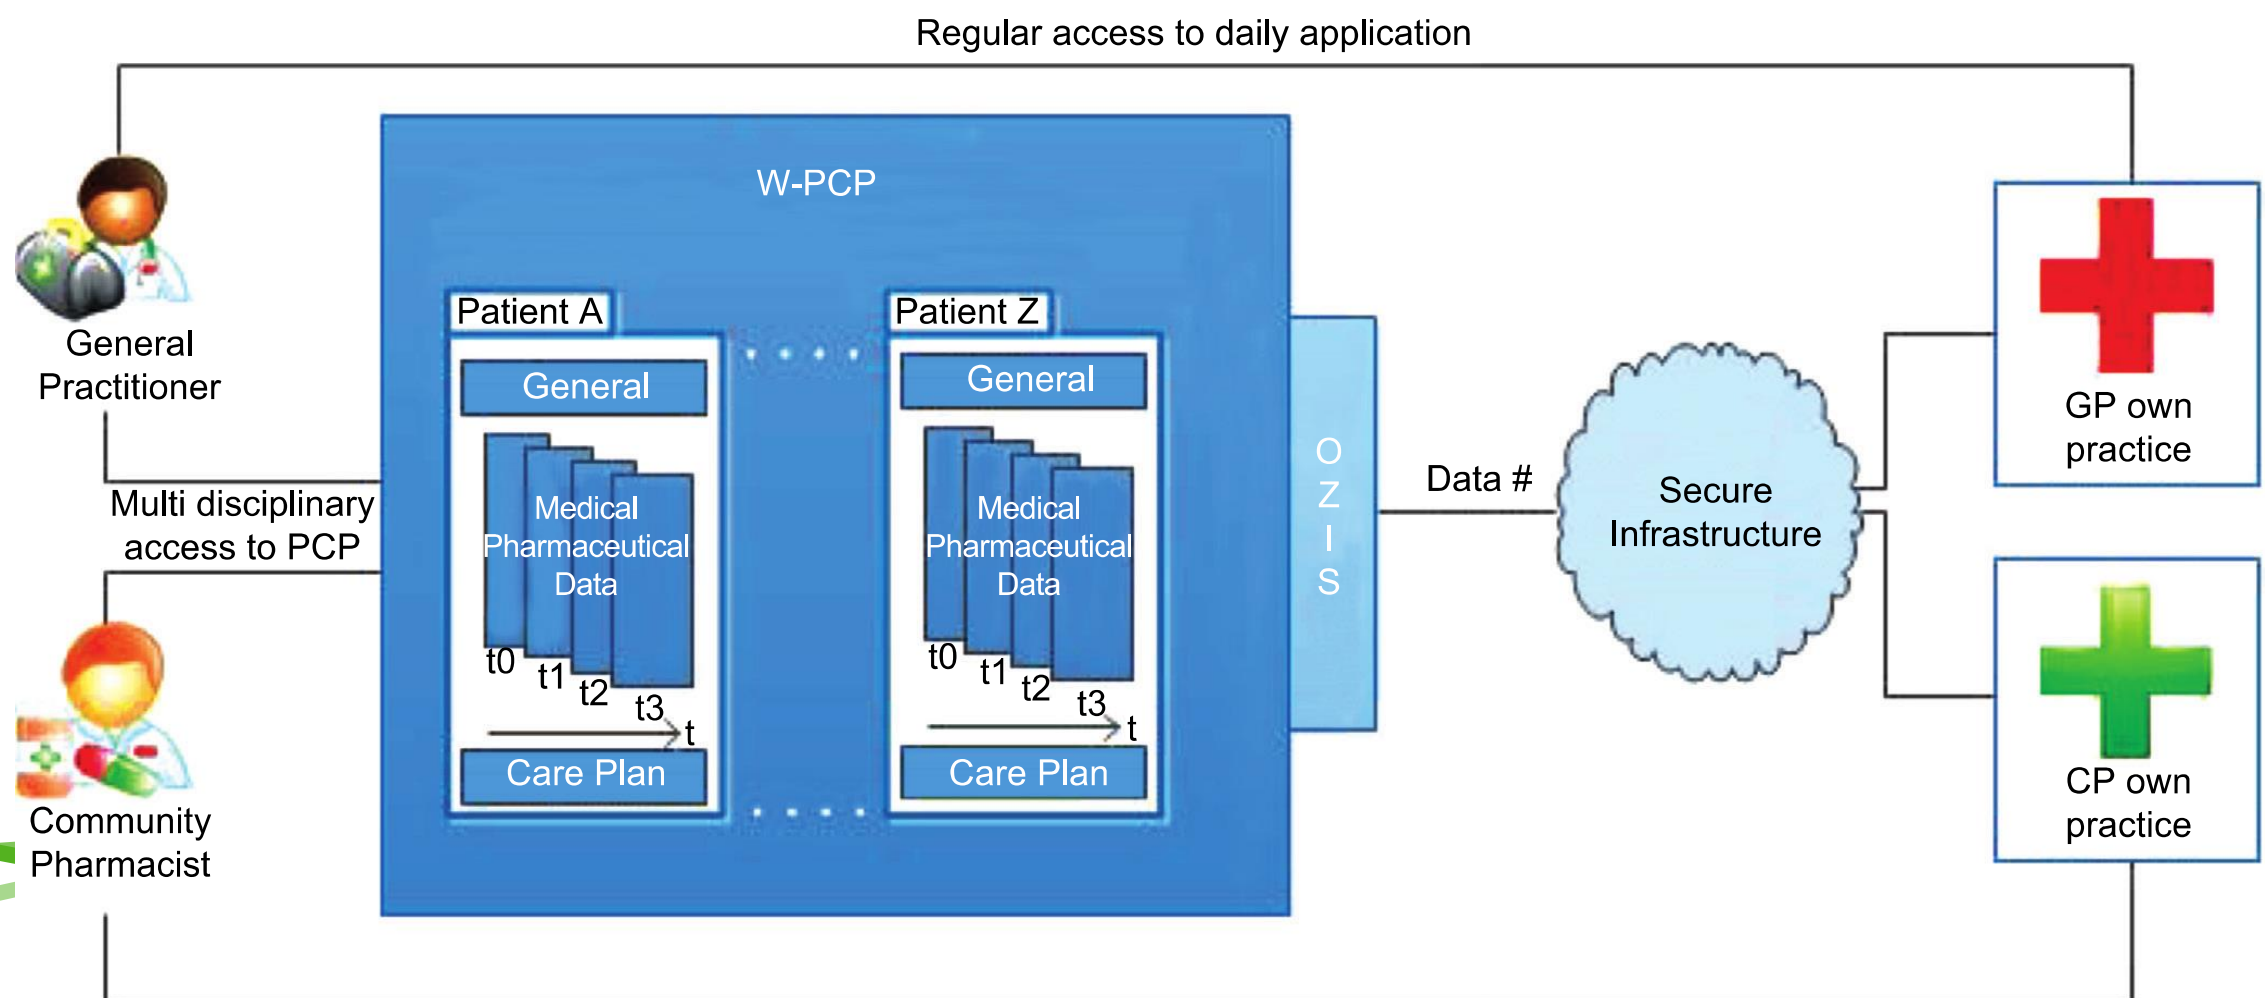 Regular access to daily application
W-PCP
General
Practitioner
Multi disciplinary
access to PCP
Community
Pharmacist
Patient A
General
Medical
Pharmaceutical
Data
t0
t1
t2
t3
t
Care Plan
Patient Z
General
Medical
Pharmaceutical
Data
t0
t1
t2
t3
t
Care Plan
O
Z
I
S
Data #
Secure
Infrastructure
GP own
practice
CP own
practice